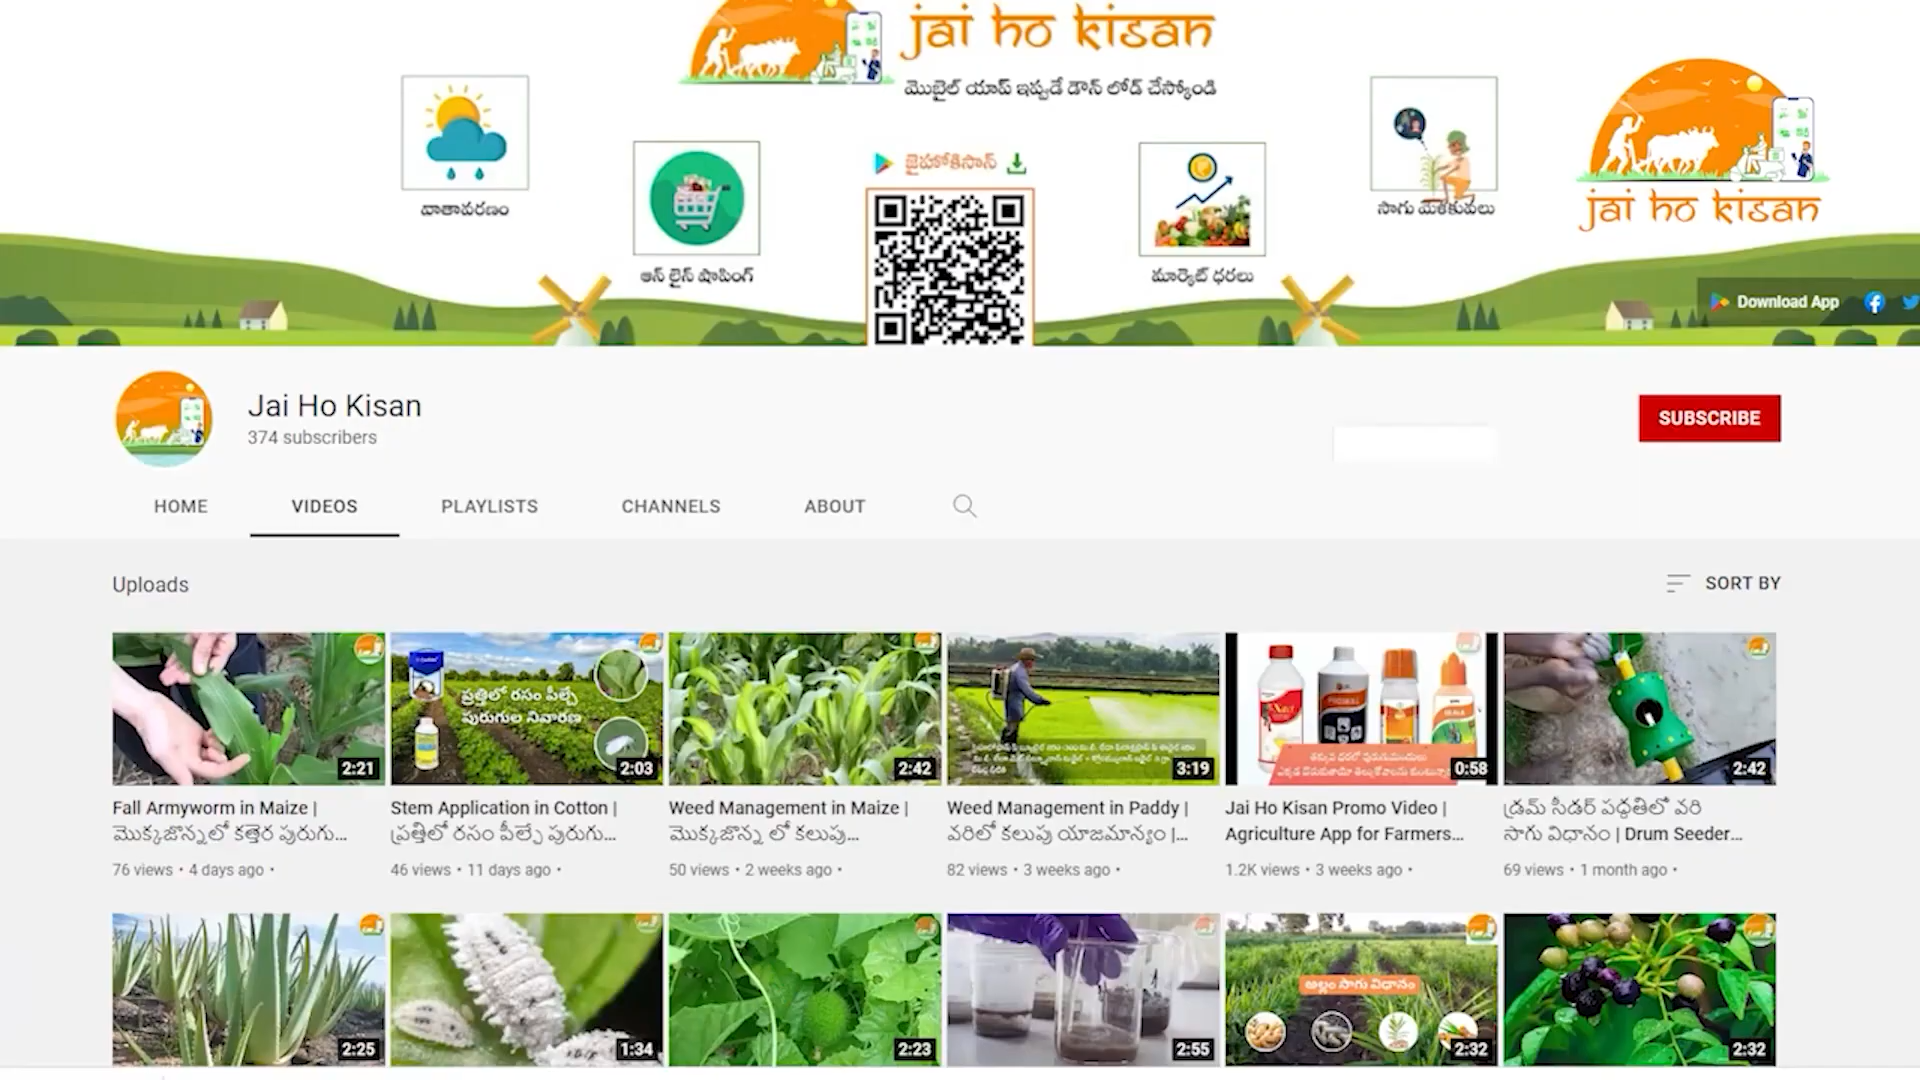 jai ho kisan
మొబైల్ యాప్ ఇప్పుడే డౌన్ లోడ్ చేస్కోండి
జైహోకిసాన్
వాతావరణం
ఆన్ లైన్ షాపింగ్
మార్కెట్ ధరలు
సాగు మెళకువలు
jai ho kisan
Download App
Jai Ho Kisan
374 subscribers
SUBSCRIBE
HOME VIDEOS PLAYLISTS CHANNELS ABOUT
Uploads
SORT BY
ప్రత్తిలో రసం పీల్చే
పురుగుల నివారణ
2:21
2:03
2:42
3:19
0:58
2:42
Fall Armyworm in Maize |
మొక్కజొన్నలో కత్తెర పురుగు...
76 views • 4 days ago •
Stem Application in Cotton |
ప్రత్తిలో రసం పీల్చే పురుగు...
46 views • 11 days ago •
Weed Management in Maize |
మొక్కజొన్న లో కలుపు...
50 views • 2 weeks ago •
Weed Management in Paddy |
వరిలో కలుపు యాజమాన్యం |...
82 views • 3 weeks ago •
Jai Ho Kisan Promo Video |
Agriculture App for Farmers...
1.2K views • 3 weeks ago •
డ్రమ్ సీడర్ పద్ధతిలో వరి
సాగు విధానం | Drum Seeder...
69 views • 1 month ago •
అల్లం సాగు విధానం
2:25
1:34
2:23
2:55
2:32
2:32